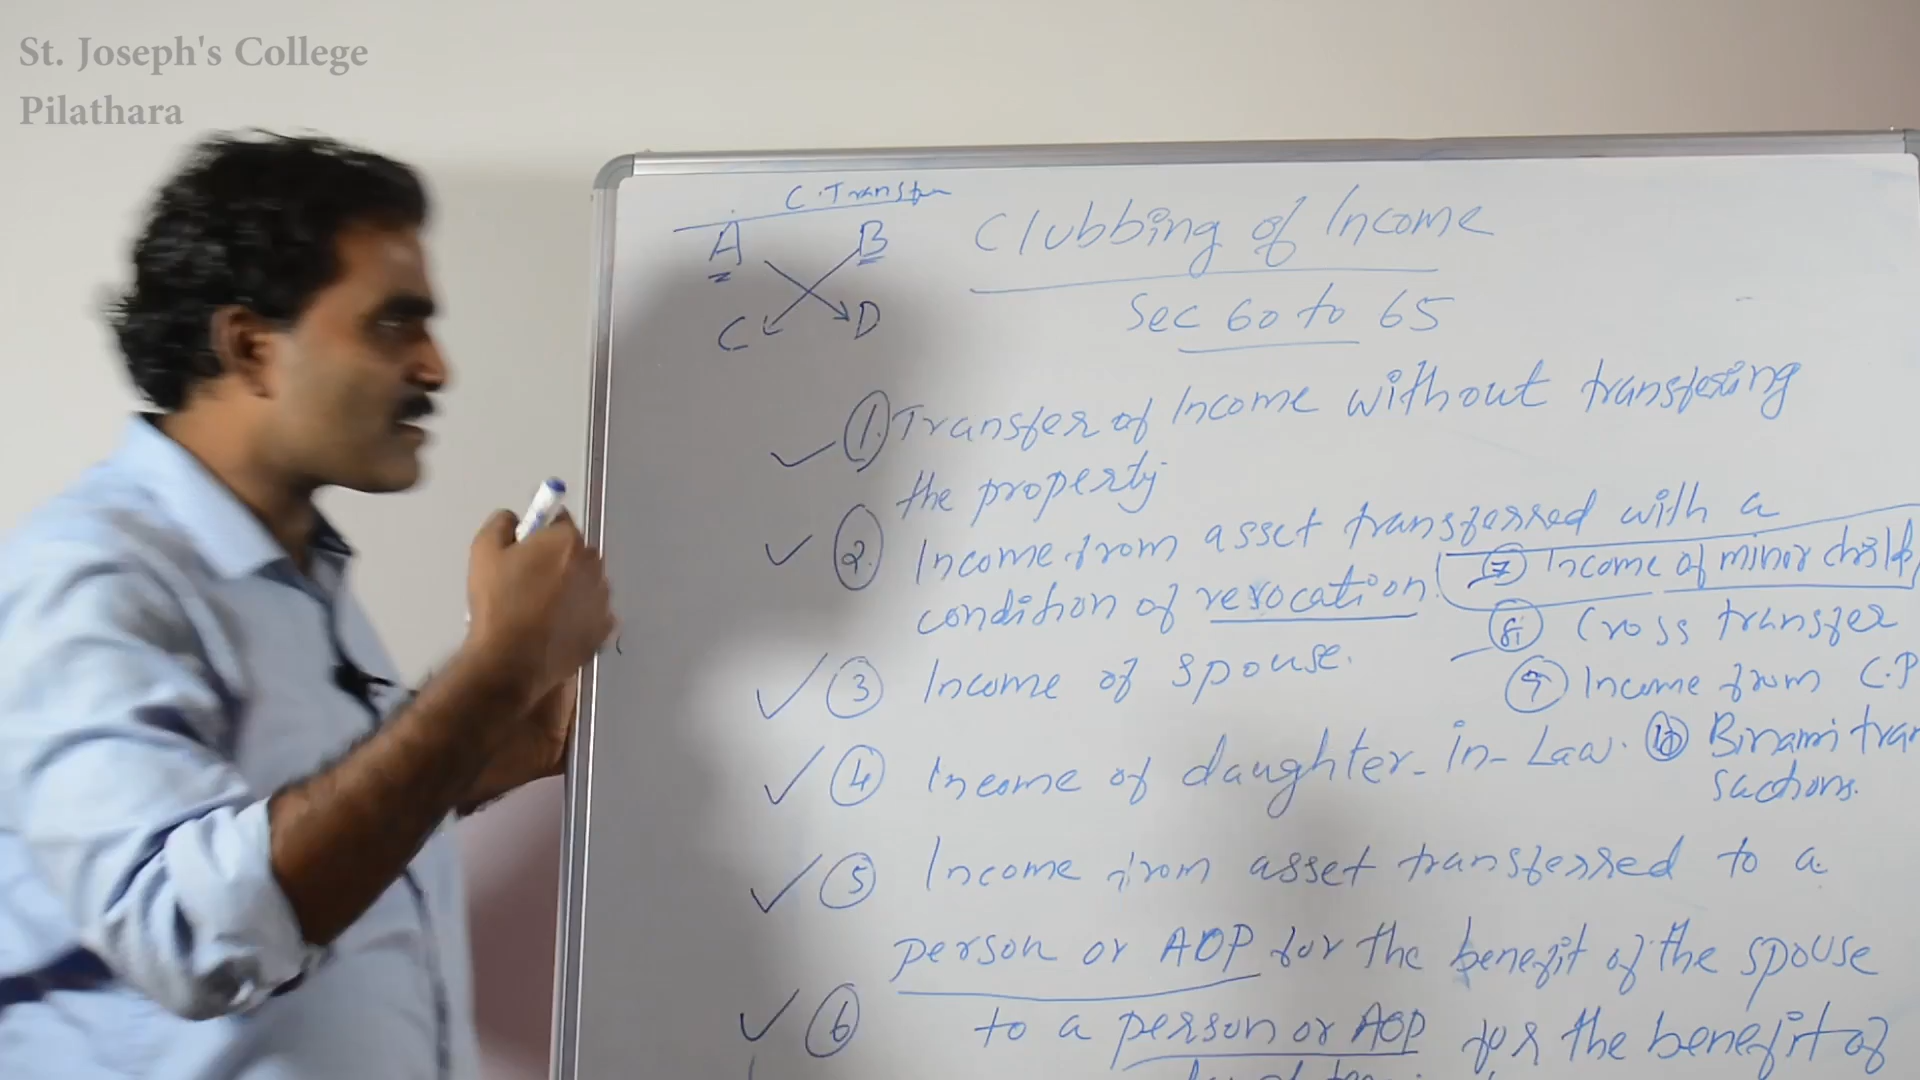 St. Joseph's College
Pilathara
C. Transfer
A B
C D
Clubbing of Income
Sec 60 to 65
1. Transfer of Income without transfering
the property
2. Income from asset transferred with a
condition of revocation.
3 Income of spouse.
4 Income of daughter-in-Law.
5 Income from asset transferred to a
person or AOP for the benefit of the spouse
6 to a person or AOP for the benefit of
7 Income of minor child
8 Cross transfer
9 Income from C.P
10 Binami tran
sactions.